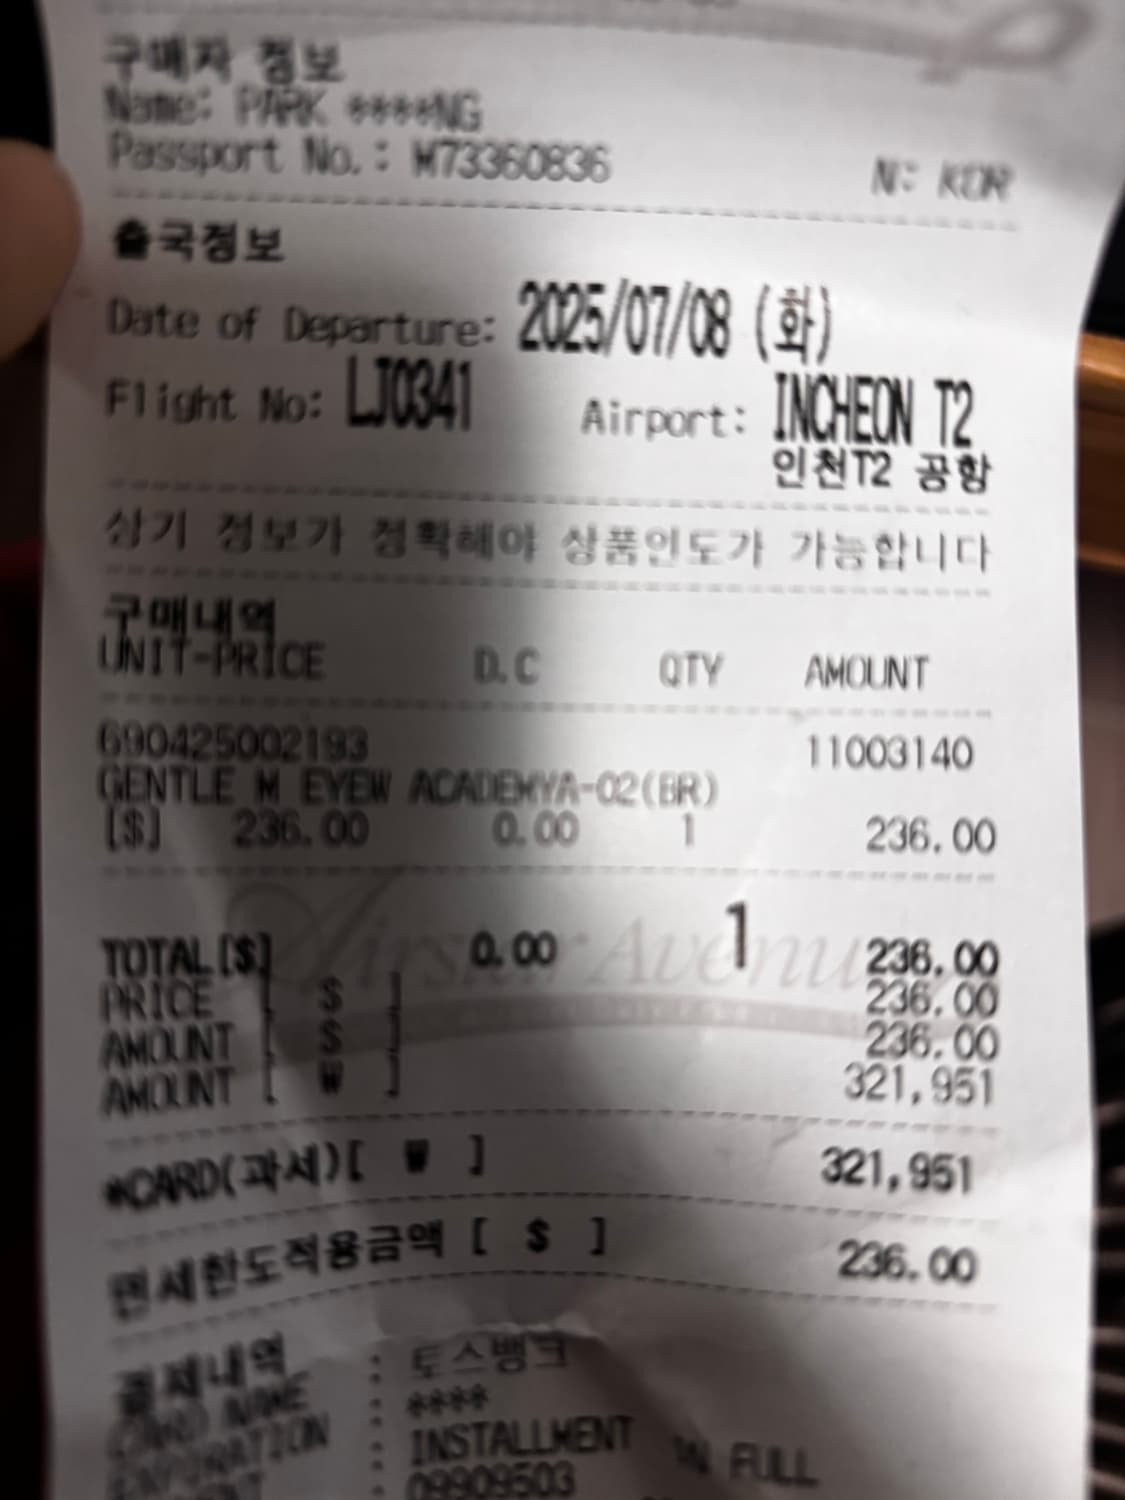 구매자 정보
Name: PARK ****NG
Passport No.: M73360836 N: KOR
출국정보
Date of Departure: 2025/07/08 (화)
Flight No: LJ0341 Airport: INCHEON T2
인천T2 공항
상기 정보가 정확해야 상품인도가 가능합니다
구매내역
UNIT-PRICE D.C QTY AMOUNT
690425002193 11003140
GENTLE M EYEW ACADEMYA-02(BR)
[$] 236.00 0.00 1 236.00
Airstar Avenue
TOTAL[$] 0.00 1 236.00
PRICE [ $ ] 236.00
AMOUNT [ $ ] 236.00
AMOUNT [ ₩ ] 321,951
*CARD(과세)[ ₩ ] 321,951
면세한도적용금액 [ $ ] 236.00
결제내역 : 토스뱅크
CARD NAME : ****
EXPIRATION : INSTALLMENT IN FULL
: 09909503